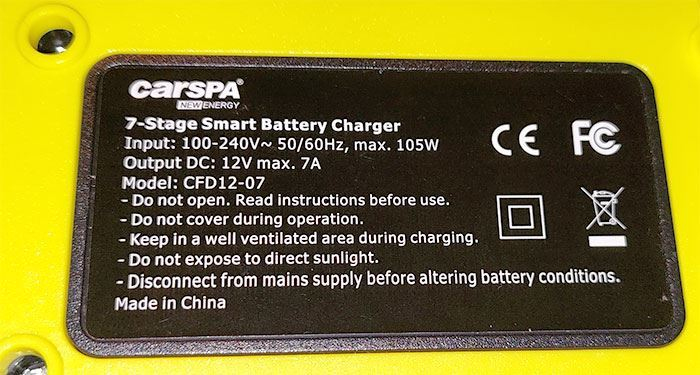 carSPA®
NEW ENERGY
7-Stage Smart Battery Charger
Input: 100-240V~ 50/60Hz, max. 105W
Output DC: 12V max. 7A
Model: CFD12-07
- Do not open. Read instructions before use.
- Do not cover during operation.
- Keep in a well ventilated area during charging.
- Do not expose to direct sunlight.
- Disconnect from mains supply before altering battery conditions.
Made in China
CE FC